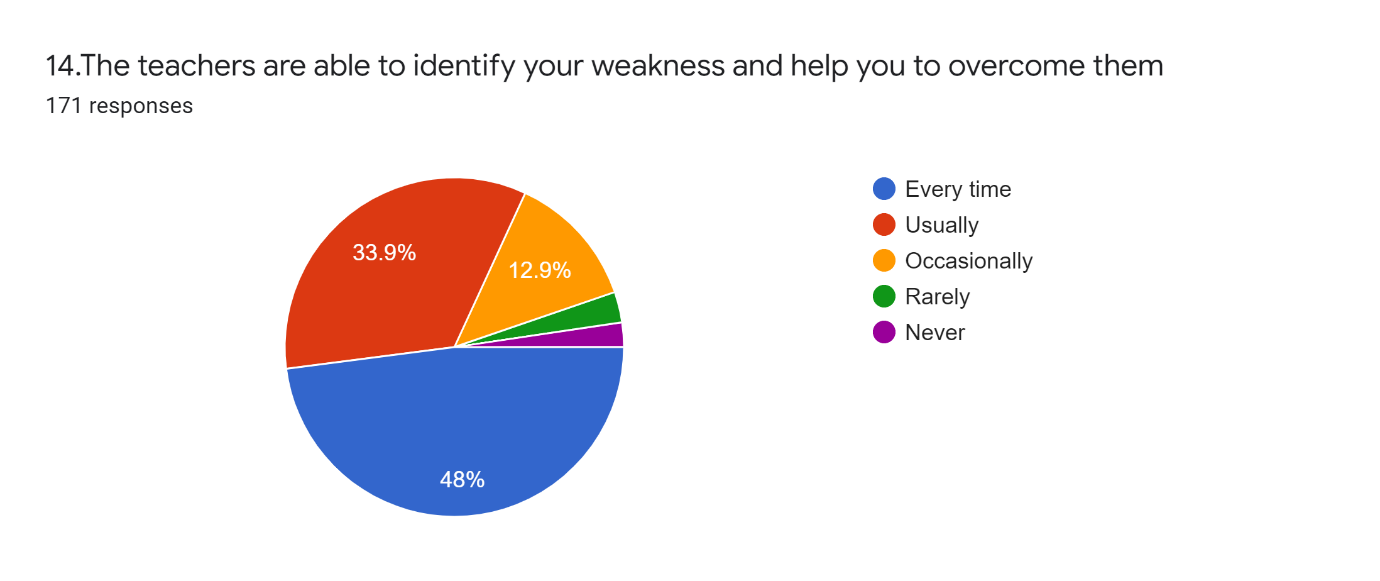 14.The teachers are able to identify your weakness and help you to overcome them
171 responses
33.9%
12.9%
48%
Every time
Usually
Occasionally
Rarely
Never